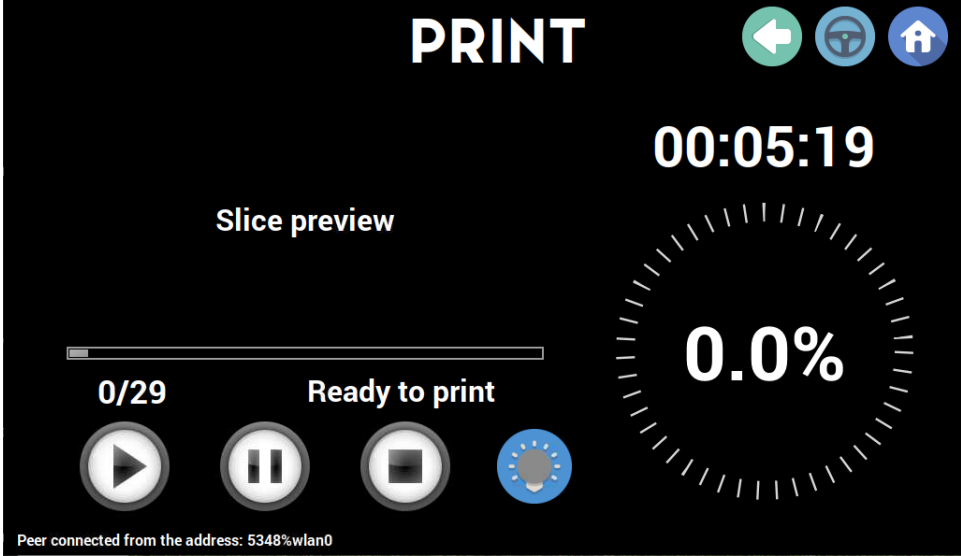 PRINT
00:05:19
Slice preview
0.0%
0/29
Ready to print
Peer connected from the address: 5348%wlan0